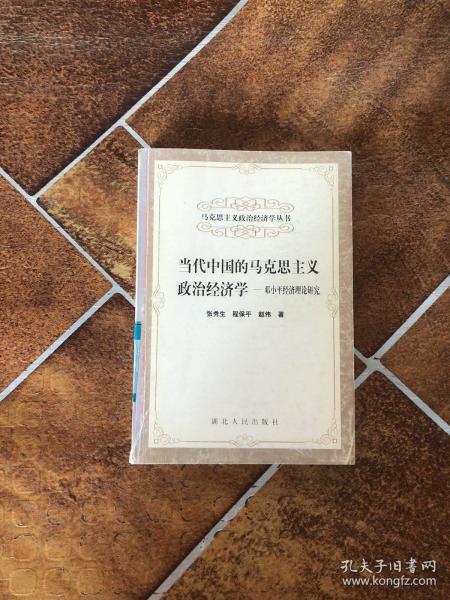 马克思主义政治经济学丛书
当代中国的马克思主义
政治经济学——邓小平经济理论研究
张秀生 程保平 赵伟 著
湖北人民出版社
孔夫子旧书网
www.kongfz.com